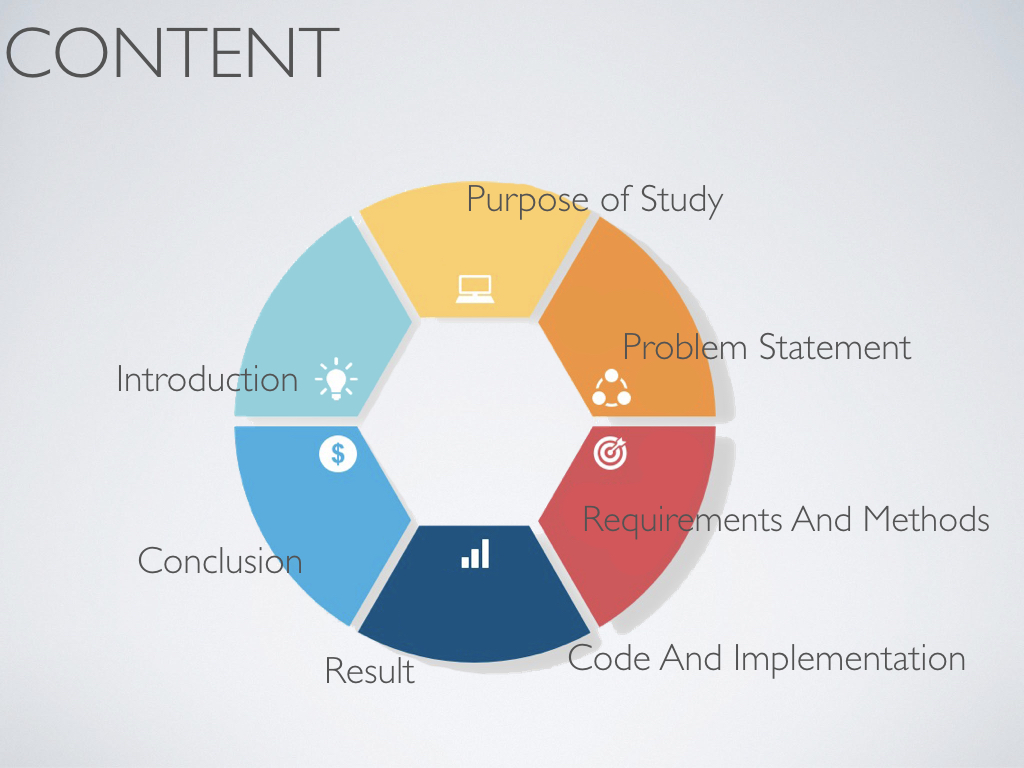 CONTENT
Purpose of Study
Problem Statement
Introduction
$
Requirements And Methods
Conclusion
Code And Implementation
Result